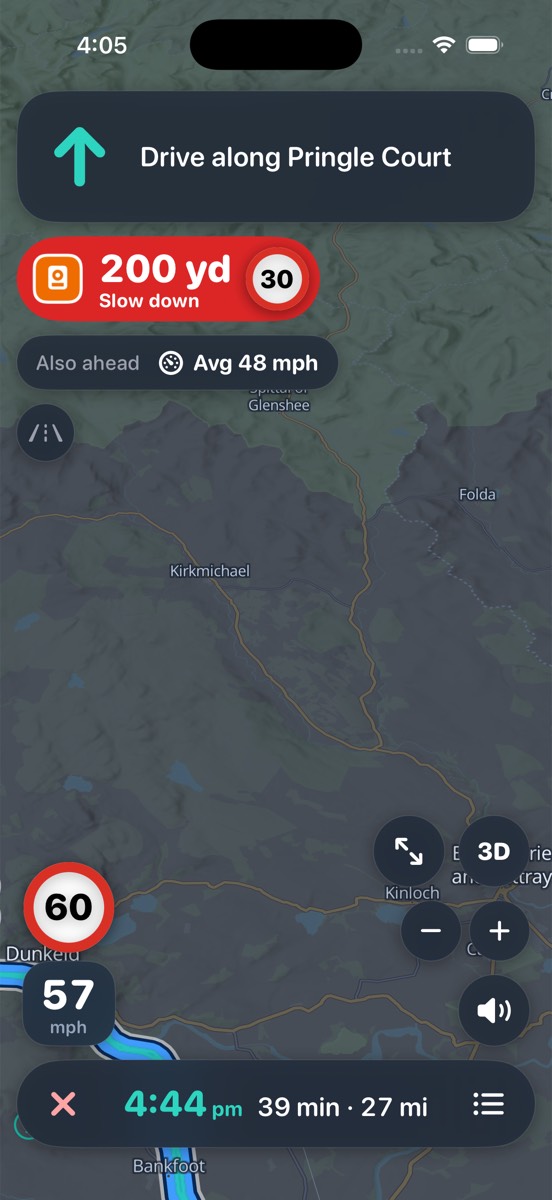 4:05
Drive along Pringle Court
200 yd
Slow down
30
Also ahead
Avg 48 mph
Spittal of
Glenshee
Folda
Kirkmichael
3D
Kinloch
60
Dunkeld
57
mph
4:44 pm
39 min · 27 mi
Bankfoot